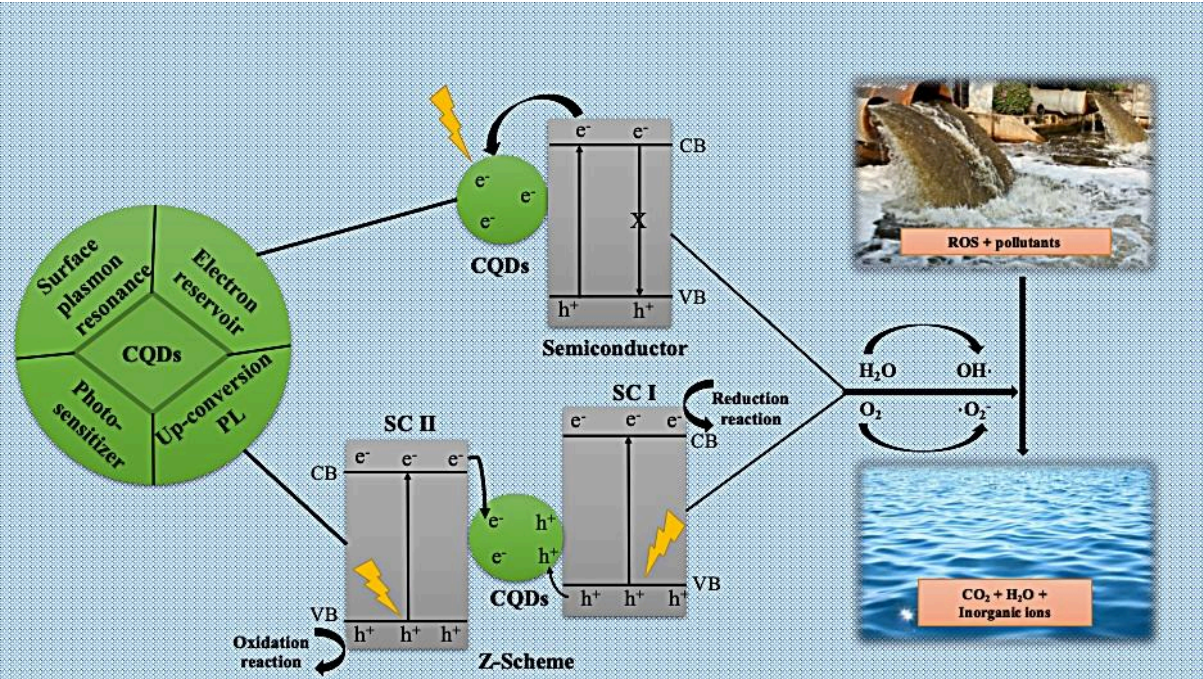 Surface
plasmon
resonance
Electron
reservoir
CQDs
Photo-
sensitizer
Up-conversion
PL
e⁻
e⁻
e⁻
CQDs
e⁻ e⁻
CB
X
VB
h⁺ h⁺
Semiconductor
SC II
CB
e⁻ e⁻ e⁻
VB
h⁺ h⁺ h⁺
Oxidation
reaction
e⁻ h⁺
e⁻ h⁺
CQDs
Z-Scheme
SC I
e⁻ e⁻ e⁻
CB
Reduction
reaction
VB
h⁺ h⁺ h⁺
H₂O OH·
O₂ ·O₂⁻
ROS + pollutants
CO₂ + H₂O +
Inorganic ions